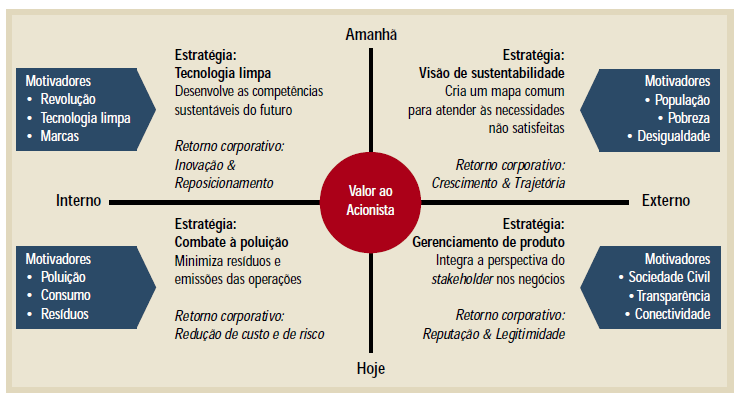 Amanhã
Motivadores
• Revolução
• Tecnologia limpa
• Marcas
Estratégia:
Tecnologia limpa
Desenvolve as competências
sustentáveis do futuro
Retorno corporativo:
Inovação &
Reposicionamento
Estratégia:
Visão de sustentabilidade
Cria um mapa comum
para atender às necessidades
não satisfeitas
Retorno corporativo:
Crescimento & Trajetória
Motivadores
• População
• Pobreza
• Desigualdade
Interno
Valor ao
Acionista
Externo
Motivadores
• Poluição
• Consumo
• Resíduos
Estratégia:
Combate à poluição
Minimiza resíduos e
emissões das operações
Retorno corporativo:
Redução de custo e de risco
Estratégia:
Gerenciamento de produto
Integra a perspectiva do
stakeholder nos negócios
Retorno corporativo:
Reputação & Legitimidade
Motivadores
• Sociedade Civil
• Transparência
• Conectividade
Hoje